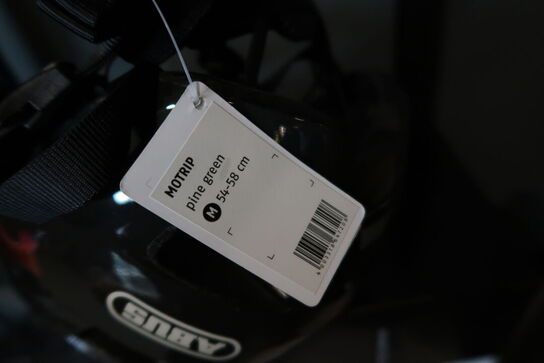 MOTRIP
pine green
M 54-58 cm
ABUS